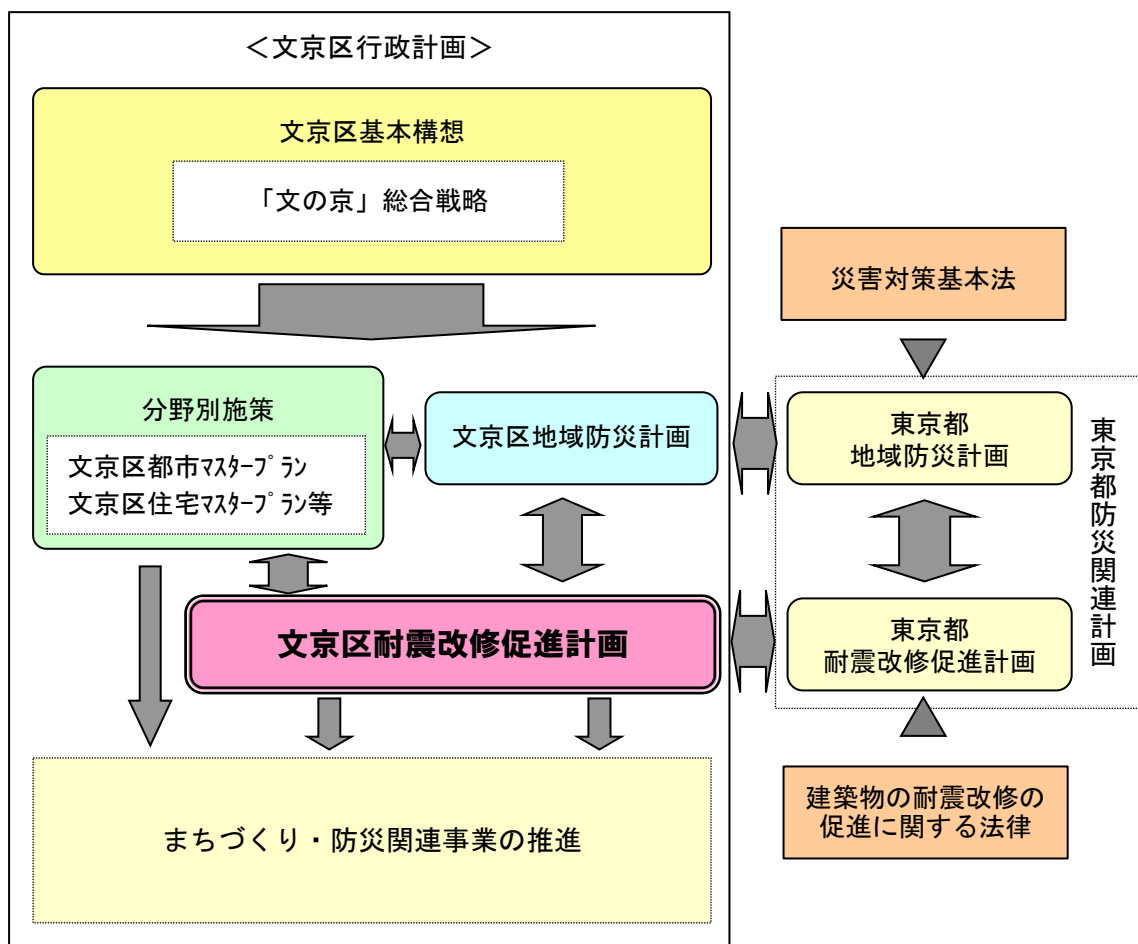 ＜文京区行政計画＞
文京区基本構想
「文の京」総合戦略
災害対策基本法
分野別施策
文京区都市ﾏｽﾀｰﾌﾟﾗﾝ
文京区住宅ﾏｽﾀｰﾌﾟﾗﾝ等
文京区地域防災計画
東京都
地域防災計画
東京都防災関連計画
文京区耐震改修促進計画
東京都
耐震改修促進計画
まちづくり・防災関連事業の推進
建築物の耐震改修の
促進に関する法律